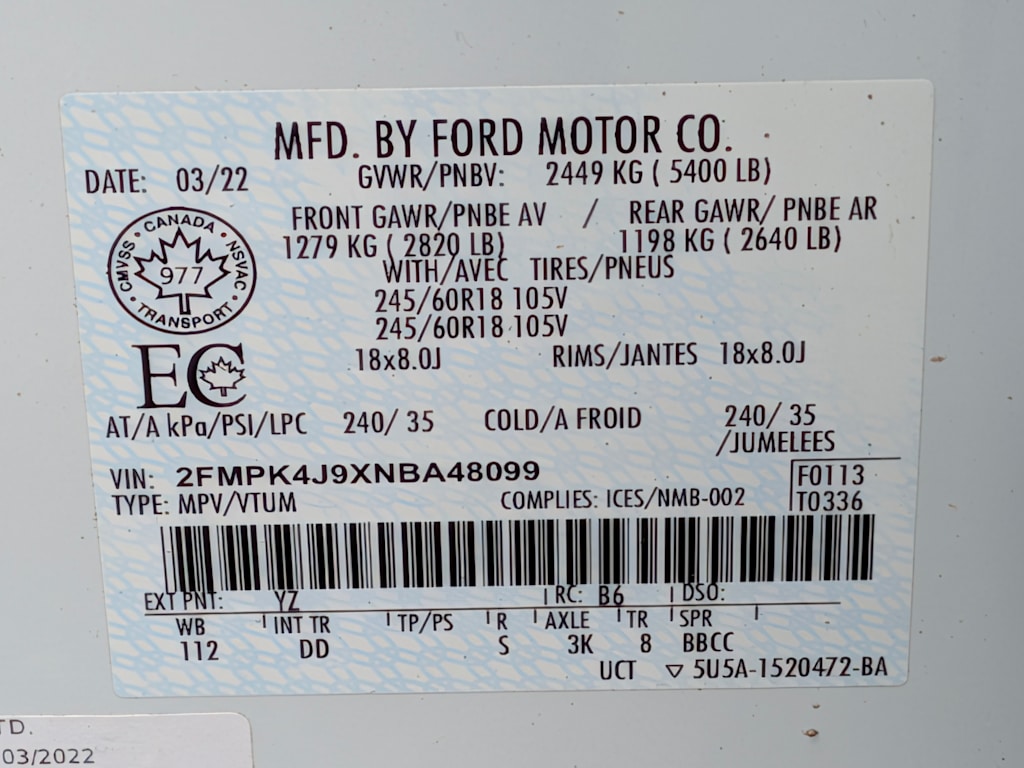 MFD. BY FORD MOTOR CO.
DATE: 03/22
GVWR/PNBV: 2449 KG ( 5400 LB)
FRONT GAWR/PNBE AV / REAR GAWR/ PNBE AR
1279 KG ( 2820 LB) 1198 KG ( 2640 LB)
WITH/AVEC TIRES/PNEUS
245/60R18 105V
245/60R18 105V
18x8.0J RIMS/JANTES 18x8.0J
CANADA
CMVSS 977 NSVAC
TRANSPORT
EC
AT/A kPa/PSI/LPC 240/ 35 COLD/A FROID 240/ 35
/JUMELEES
VIN: 2FMPK4J9XNBA48099 F0113
TYPE: MPV/VTUM COMPLIES: ICES/NMB-002 T0336
EXT PNT: YZ RC: B6 DSO:
WB INT TR TP/PS R AXLE TR SPR
112 DD S 3K 8 BBCC
UCT ▽ 5U5A-1520472-BA
TD.
03/2022